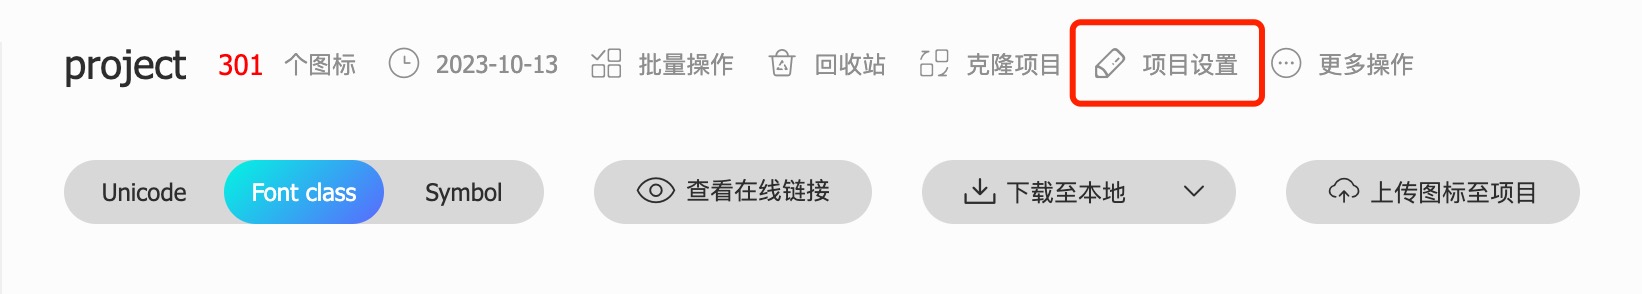 project 301 个图标 2023-10-13 批量操作 回收站 克隆项目 项目设置 更多操作
Unicode Font class Symbol 查看在线链接 下载至本地 上传图标至项目